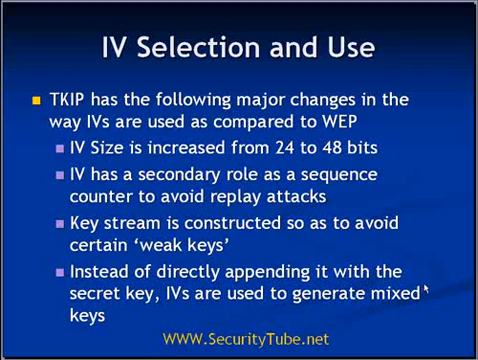 IV Selection and Use
TKIP has the following major changes in the
way IVs are used as compared to WEP
IV Size is increased from 24 to 48 bits
IV has a secondary role as a sequence
counter to avoid replay attacks
Key stream is constructed so as to avoid
certain ‘weak keys’
Instead of directly appending it with the
secret key, IVs are used to generate mixed
keys
WWW.SecurityTube.net